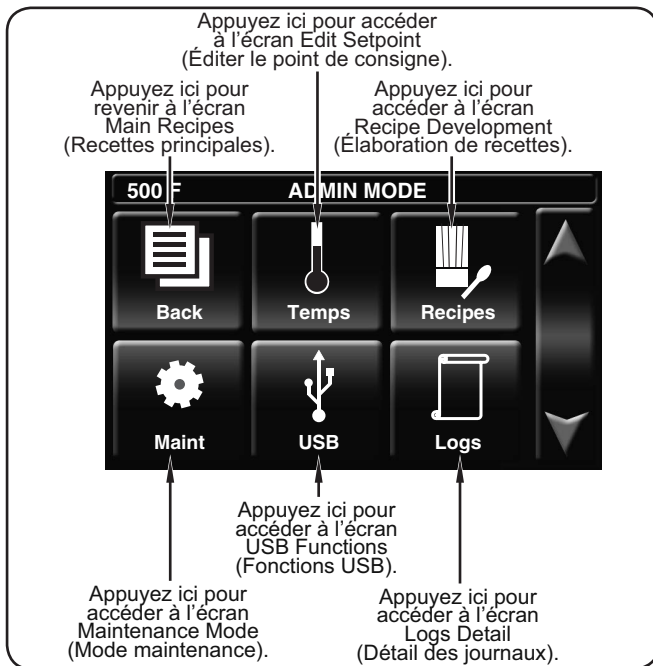 Appuyez ici pour accéder
à l'écran Edit Setpoint
(Éditer le point de consigne).
Appuyez ici pour
revenir à l'écran
Main Recipes
(Recettes principales).
Appuyez ici pour
accéder à l'écran
Recipe Development
(Élaboration de recettes).
500 F ADMIN MODE
Back Temps Recipes
Maint USB Logs
Appuyez ici pour
accéder à l'écran
USB Functions
(Fonctions USB).
Appuyez ici pour
accéder à l'écran
Maintenance Mode
(Mode maintenance).
Appuyez ici pour
accéder à l'écran
Logs Detail
(Détail des journaux).